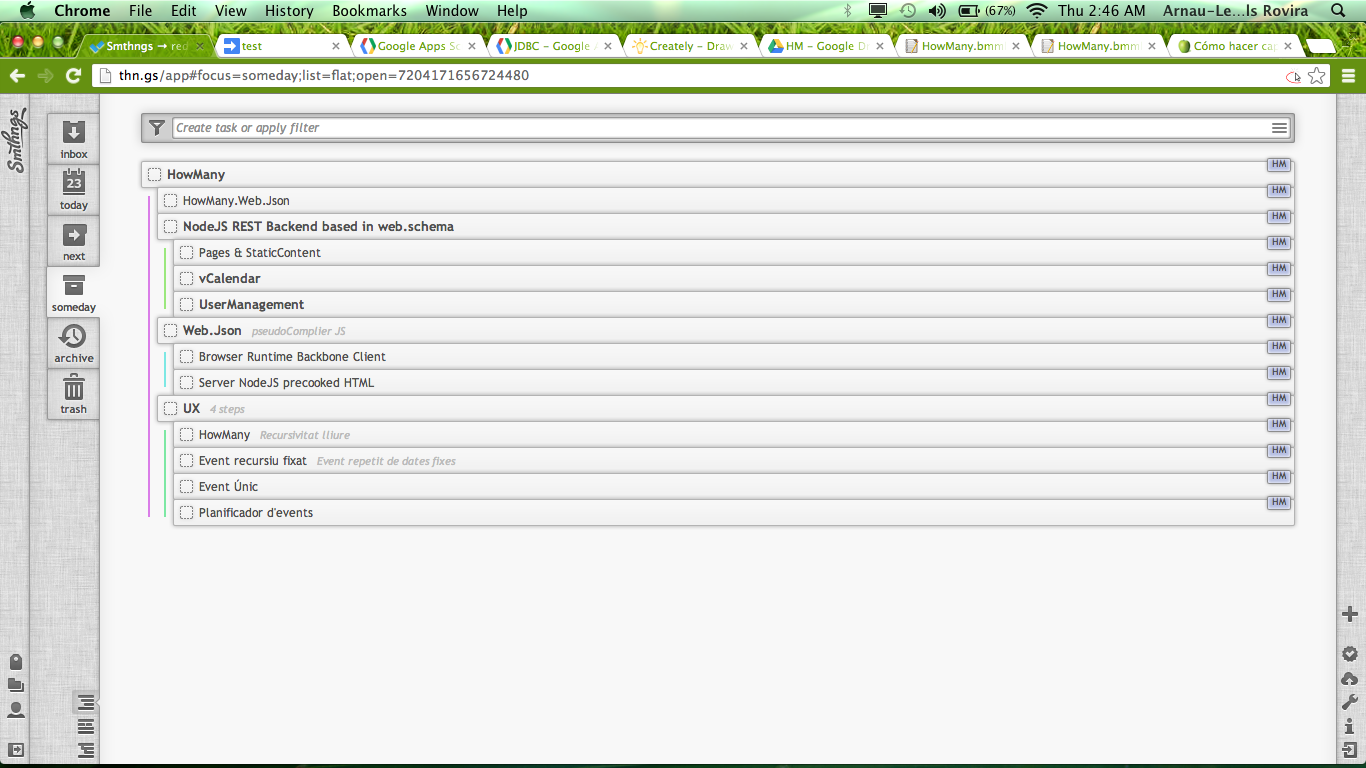 Chrome File Edit View History Bookmarks Window Help (67%) Thu 2:46 AM Arnau-Le...ls Rovira
Smthngs → red test Google Apps Sc JDBC – Google A Creately – Draw HM – Google D HowMany.bmm HowMany.bmm Cómo hacer cap
thn.gs/app#focus=someday;list=flat;open=7204171656724480
Smthngs
inbox
23
today
next
someday
archive
trash
Create task or apply filter
HowMany HM
HowMany.Web.Json HM
NodeJS REST Backend based in web.schema HM
Pages & StaticContent HM
vCalendar HM
UserManagement HM
Web.Json pseudoComplier JS HM
Browser Runtime Backbone Client HM
Server NodeJS precooked HTML HM
UX 4 steps HM
HowMany Recursivitat lliure HM
Event recursiu fixat Event repetit de dates fixes HM
Event Únic HM
Planificador d'events HM